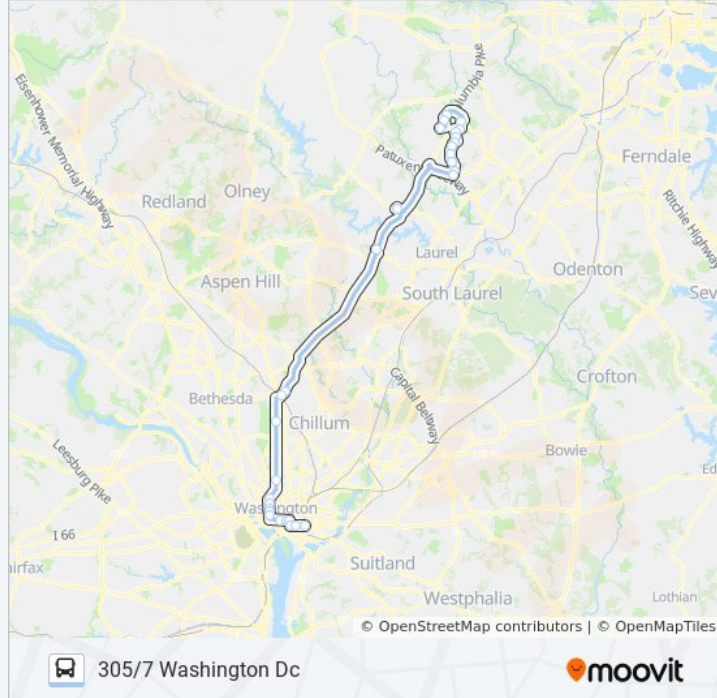 Columbia Pike
Eisenhower Memorial Highway
Ferndale
Olney
Redland
Ritchie Highway
Laurel
Odenton
Aspen Hill
South Laurel
Sev
Crofton
Bethesda
Capital Beltway
Chillum
Leesburg Pike
Bowie
Washington
I 66
Suitland
airfax
Westphalia
Lothian
© OpenStreetMap contributors | © OpenMapTiles
305/7 Washington Dc
moovit